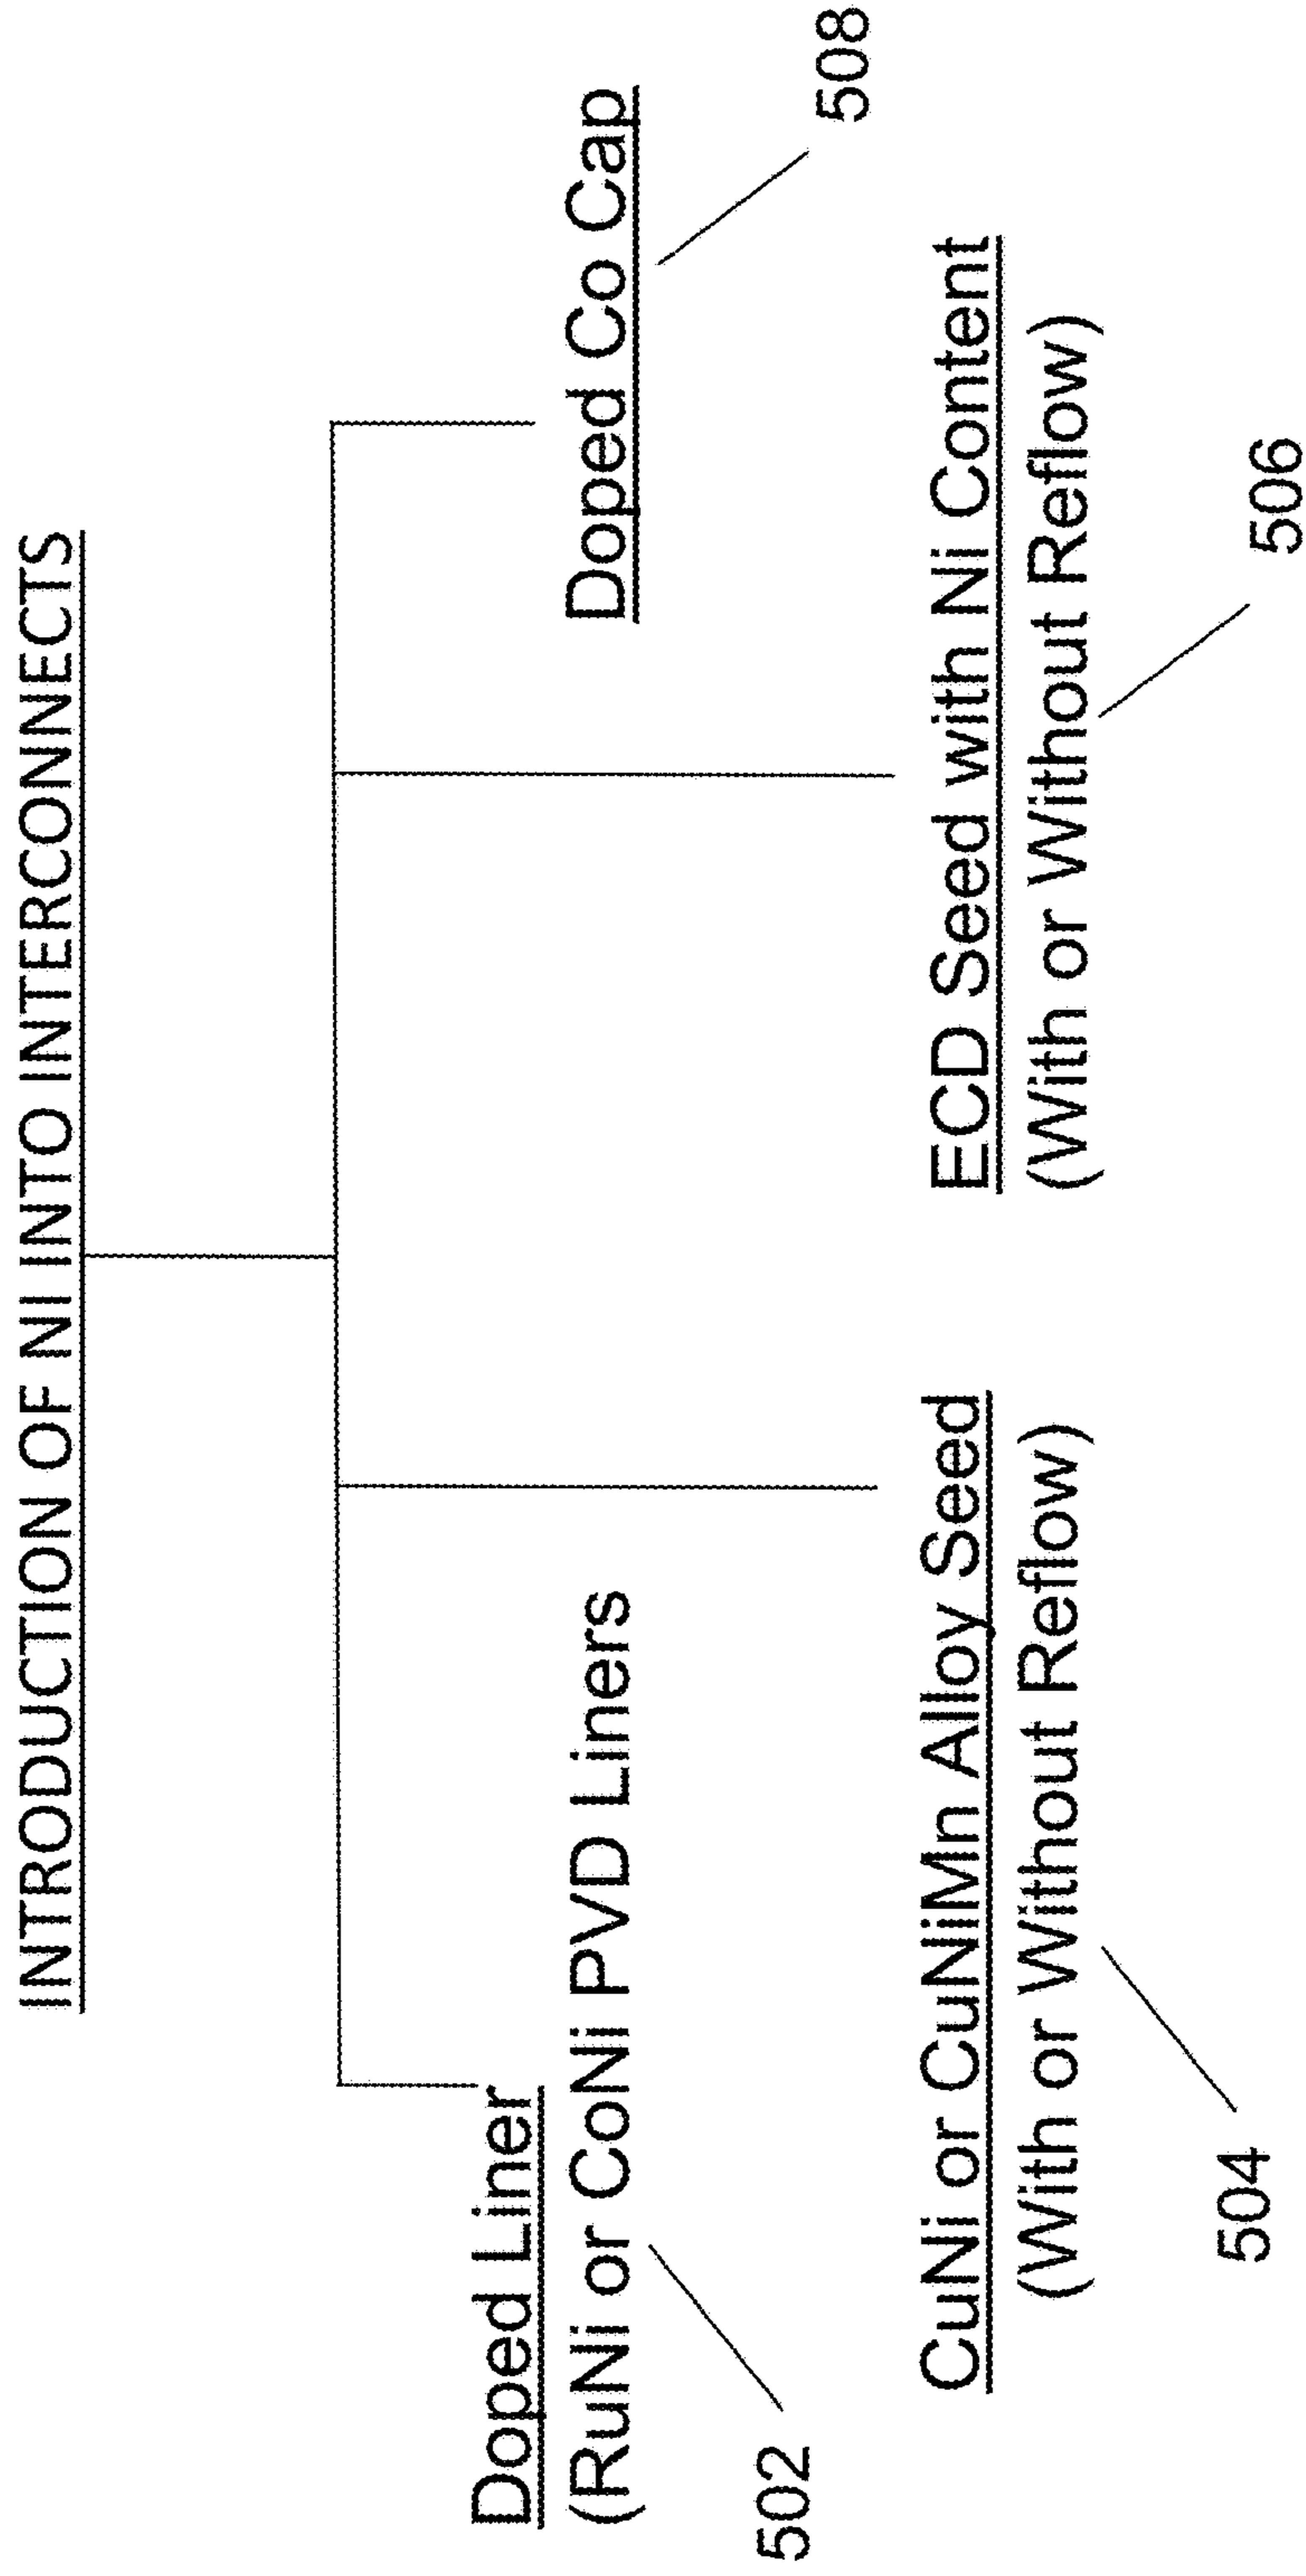 INTRODUCTION OF NI INTO INTERCONNECTS
Doped Liner
(RuNi or CoNi PVD Liners
502
CuNi or CuNiMn Alloy Seed
(With or Without Reflow)
504
ECD Seed with Ni Content
(With or Without Reflow)
506
Doped Co Cap
508